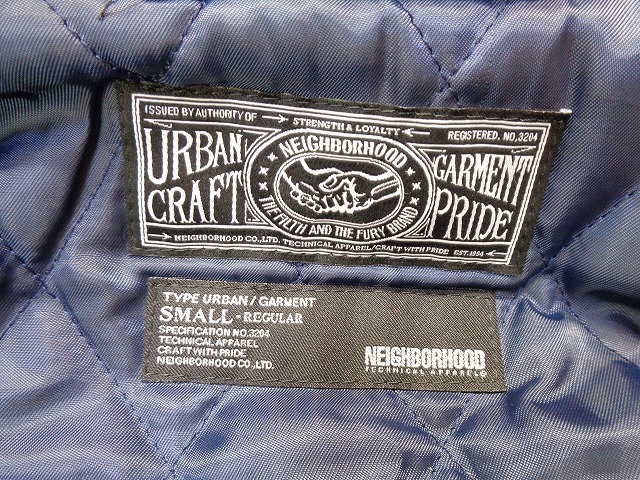 ISSUED BY AUTHORITY OF
STRENGTH & LOYALTY
REGISTERED. NO,3204
URBAN
CRAFT
NEIGHBORHOOD
THE FILTH AND THE FURY BRAND
GARMENT
PRIDE
NEIGHBORHOOD CO.,LTD. TECHNICAL APPAREL/CRAFT WITH PRIDE
EST.1994
TYPE URBAN / GARMENT
SMALL - REGULAR
SPECIFICATION NO.3204
TECHNICAL APPAREL
CRAFT WITH PRIDE
NEIGHBORHOOD CO.,LTD.
NEIGHBORHOOD
TECHNICAL APPARELS